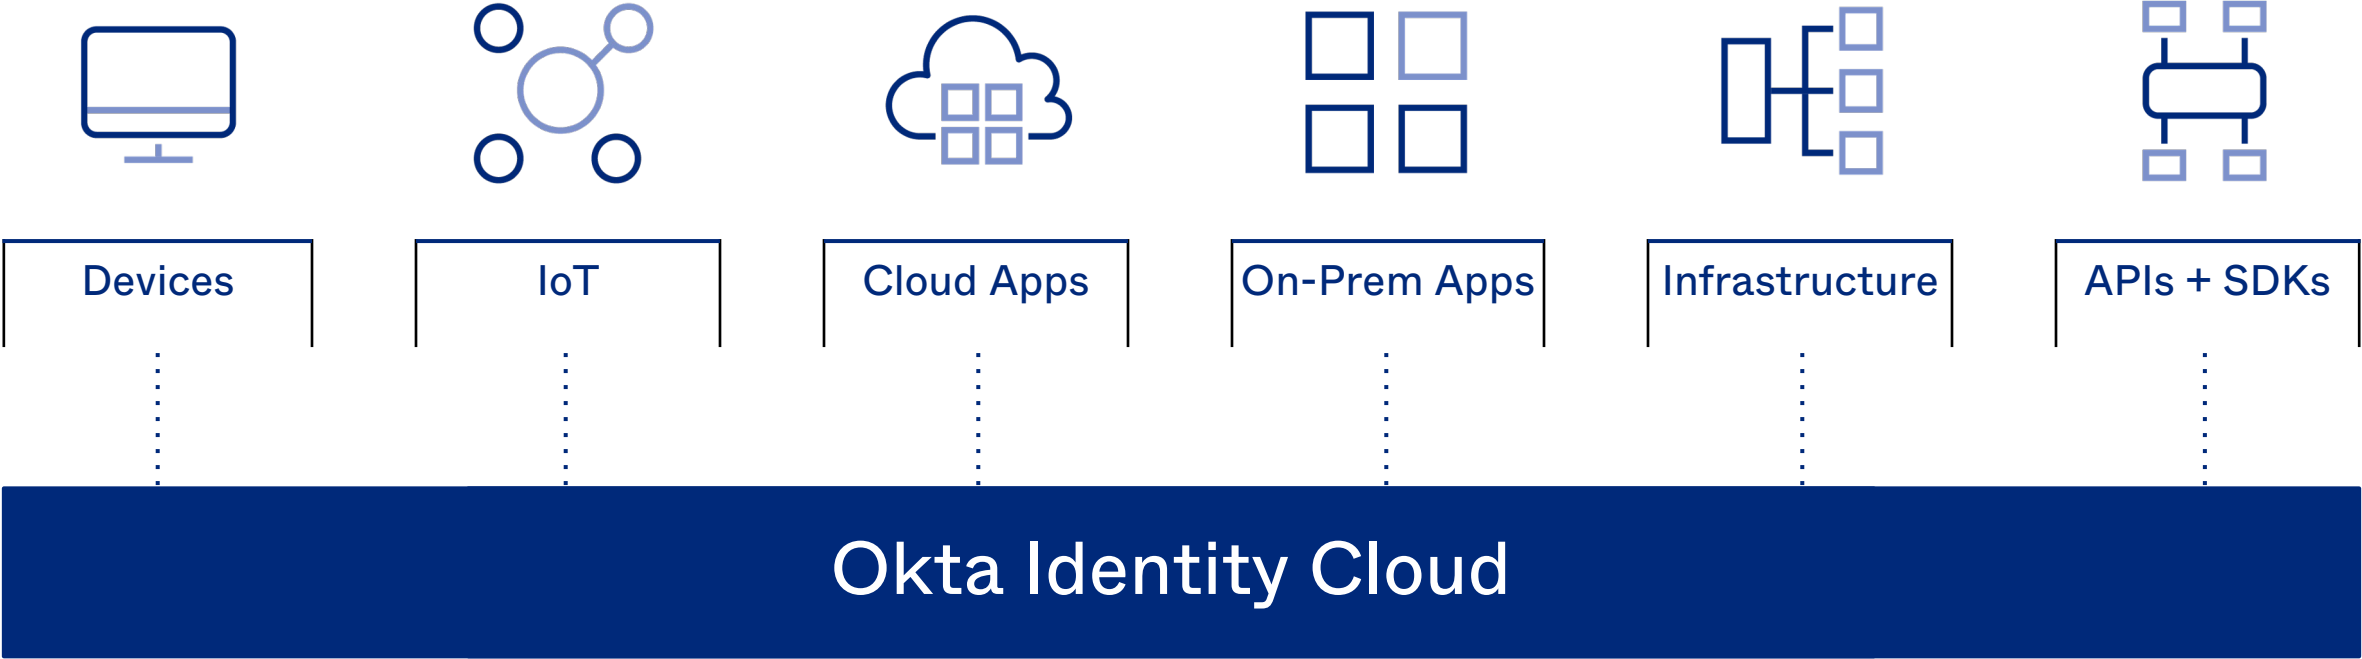 Devices
IoT
Cloud Apps
On-Prem Apps
Infrastructure
APIs + SDKs
Okta Identity Cloud